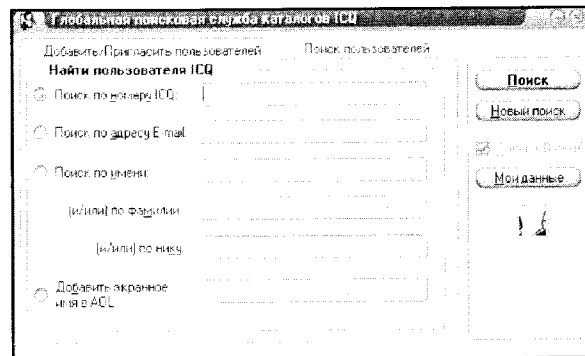 Глобальная поисковая служба каталогов ICQ
Добавить/Пригласить пользователей
Поиск пользователей
Найти пользователя ICQ
Поиск по номеру ICQ:
Поиск по адресу E-mail:
Поиск по имени:
(и/или) по фамилии
(и/или) по нику
Добавить экранное
имя в AOL
Поиск
Новый поиск
Мои данные